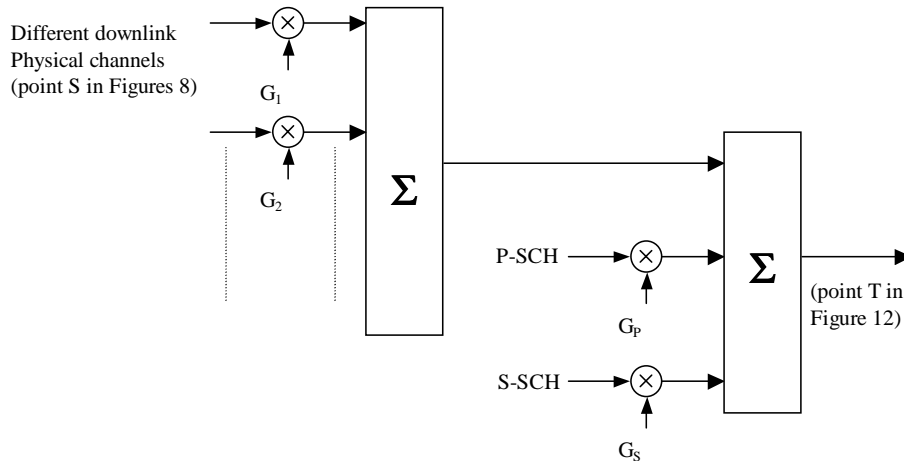 Different downlink
Physical channels
(point S in Figures 8)
G1
G2
Σ
P-SCH
GP
S-SCH
GS
Σ
(point T in
Figure 12)